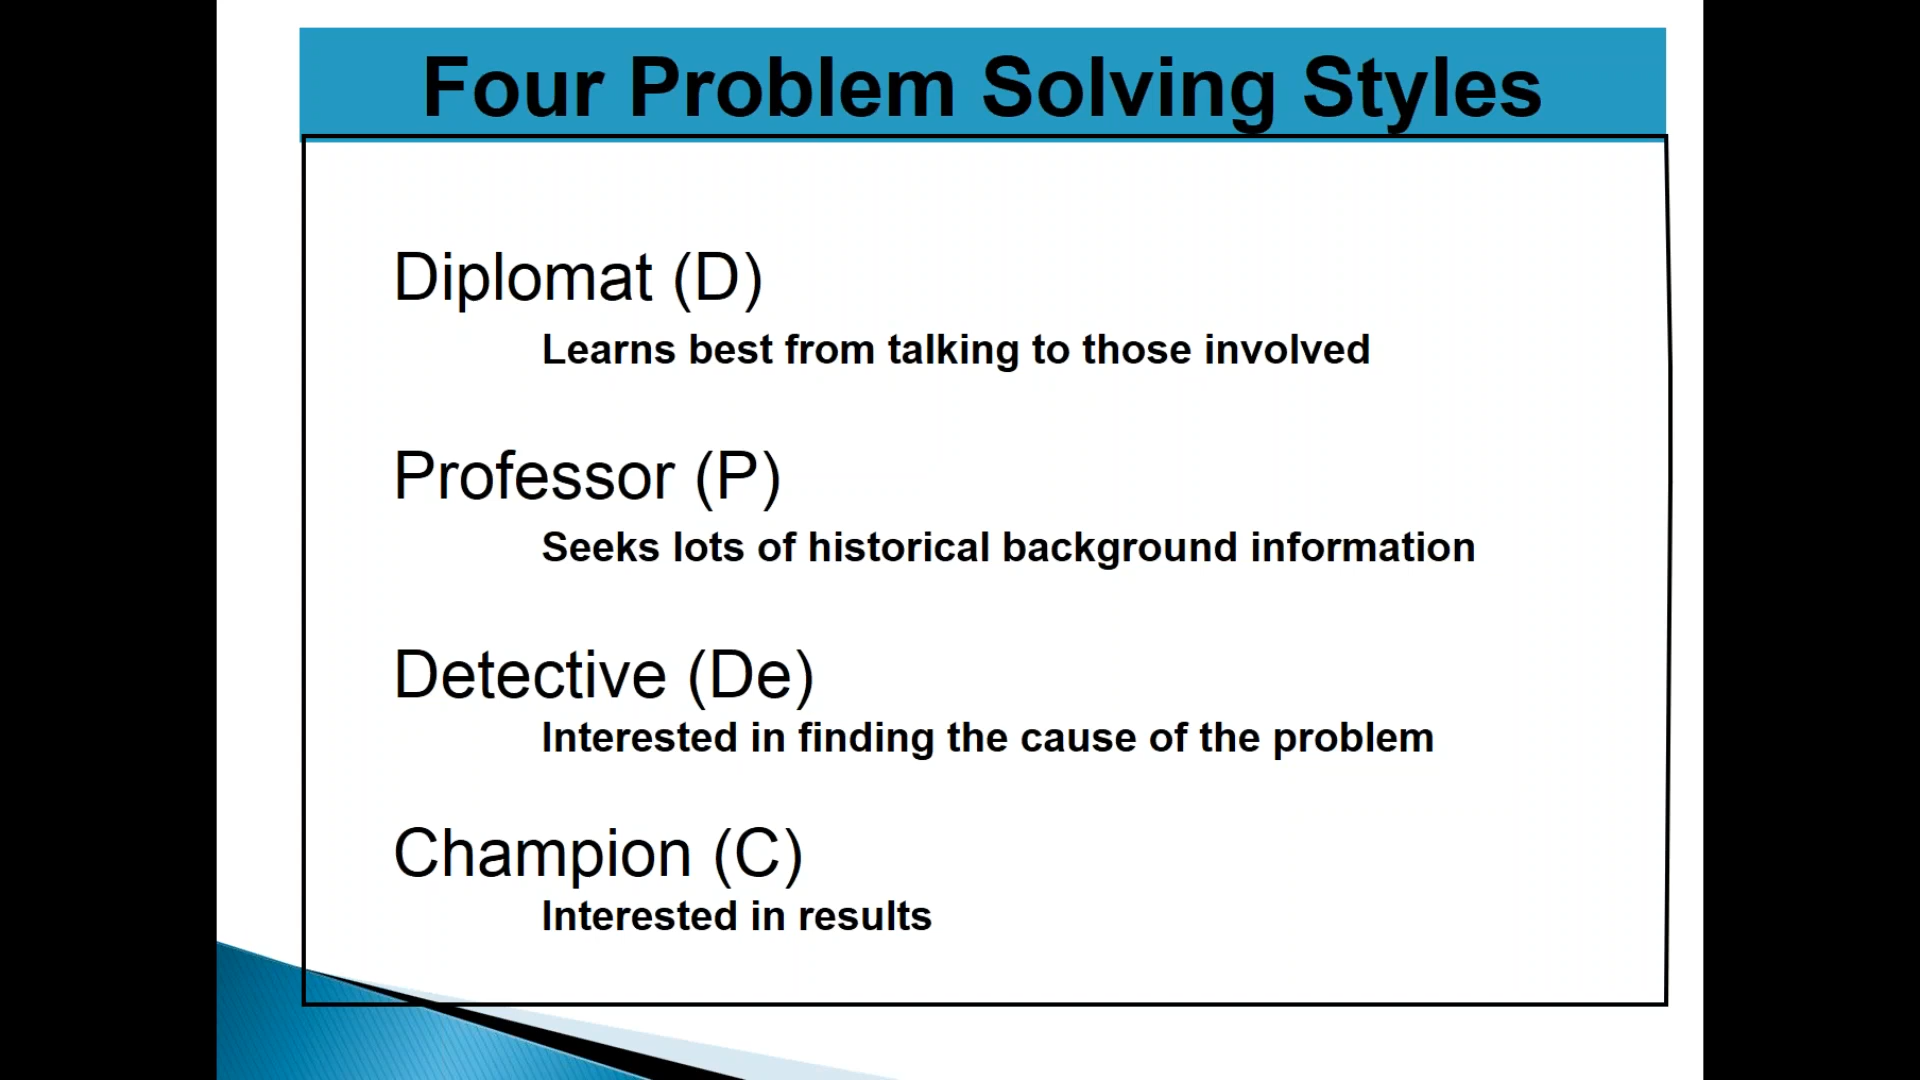 Four Problem Solving Styles
Diplomat (D)
Learns best from talking to those involved
Professor (P)
Seeks lots of historical background information
Detective (De)
Interested in finding the cause of the problem
Champion (C)
Interested in results